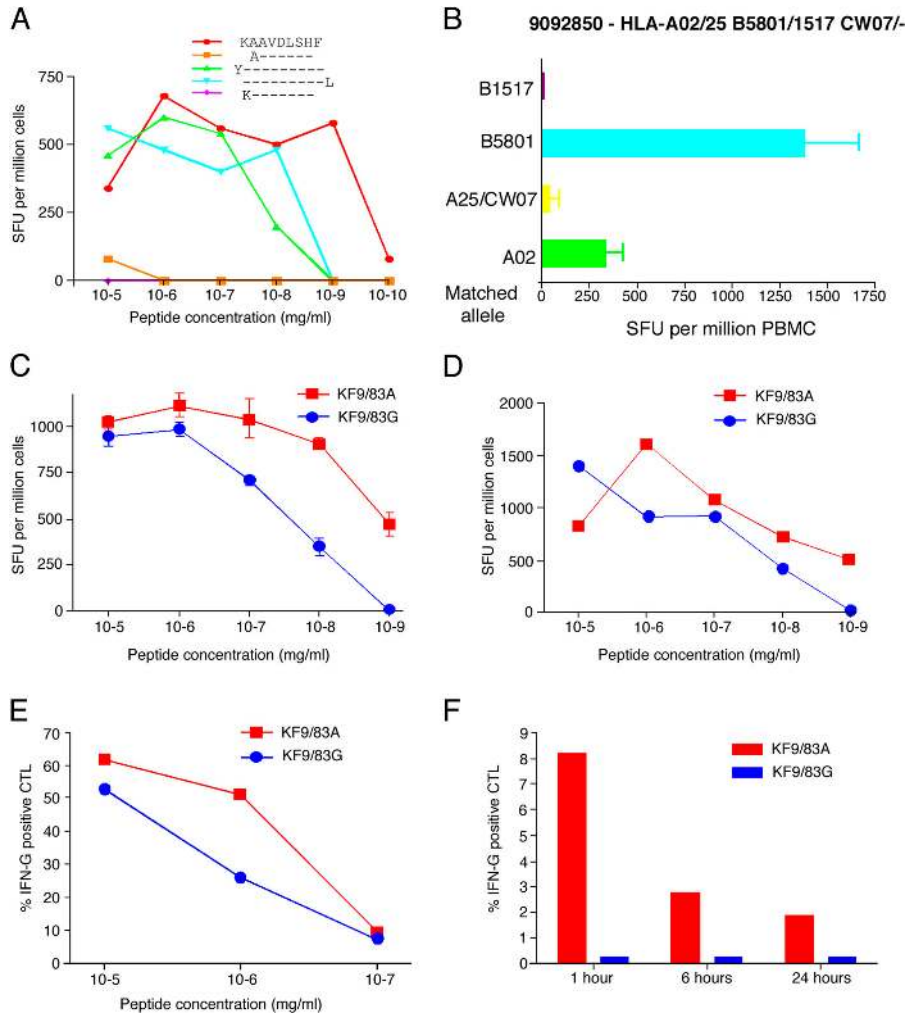 A
KAAVDLSHF
A------
Y---------
---------L
K-------
SFU per million cells
750
500
250
0
10-5 10-6 10-7 10-8 10-9 10-10
Peptide concentration (mg/ml)
B
9092850 - HLA-A02/25 B5801/1517 CW07/-
B1517
B5801
A25/CW07
A02
Matched allele
0 250 500 750 1000 1250 1500 1750
SFU per million PBMC
C
KF9/83A
KF9/83G
SFU per million cells
1000
750
500
250
0
10-5 10-6 10-7 10-8 10-9
Peptide concentration (mg/ml)
D
KF9/83A
KF9/83G
SFU per million cells
2000
1500
1000
500
0
10-5 10-6 10-7 10-8 10-9
Peptide concentration (mg/ml)
E
KF9/83A
KF9/83G
% IFN-G positive CTL
70
60
50
40
30
20
10
0
10-5 10-6 10-7
Peptide concentration (mg/ml)
F
KF9/83A
KF9/83G
% IFN-G positive CTL
9
8
7
6
5
4
3
2
1
0
1 hour 6 hours 24 hours